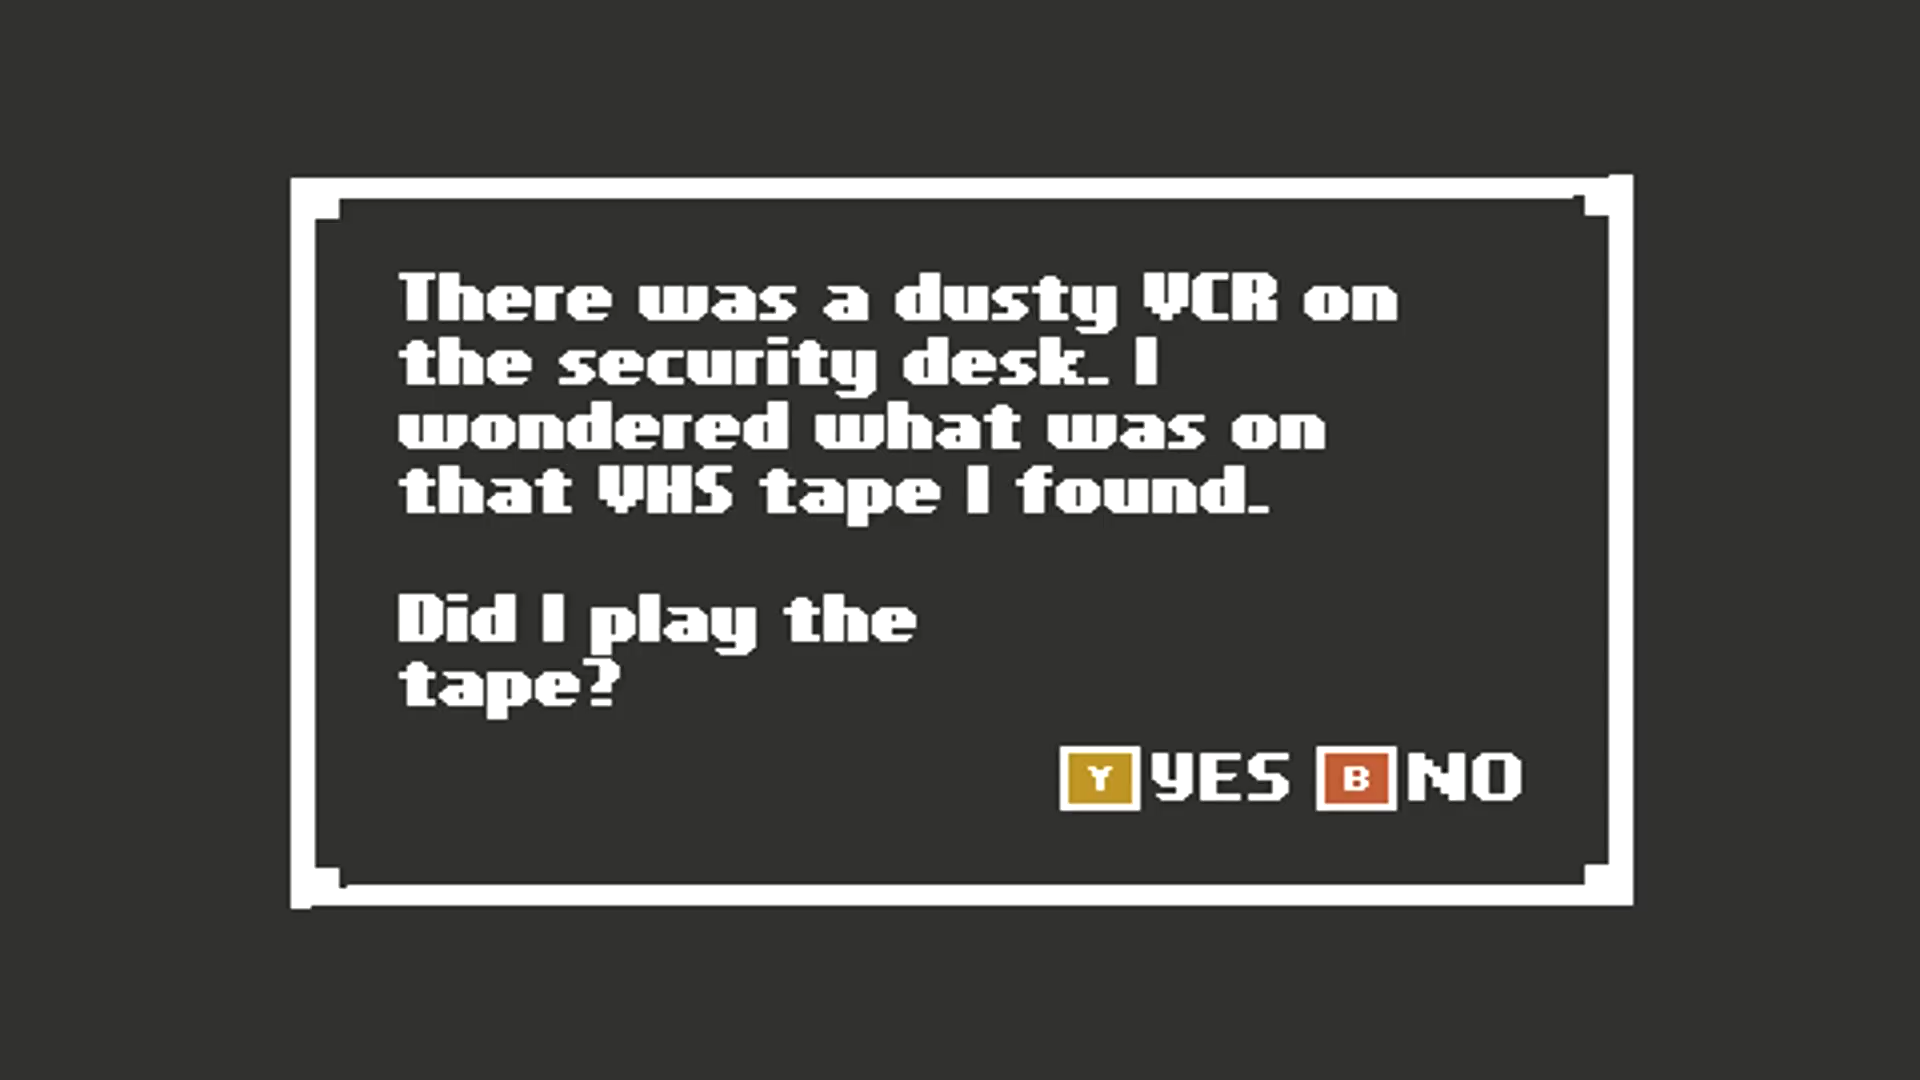 There was a dusty VCR on
the security desk. I
wondered what was on
that VHS tape I found.
Did I play the
tape?
Y YES B NO